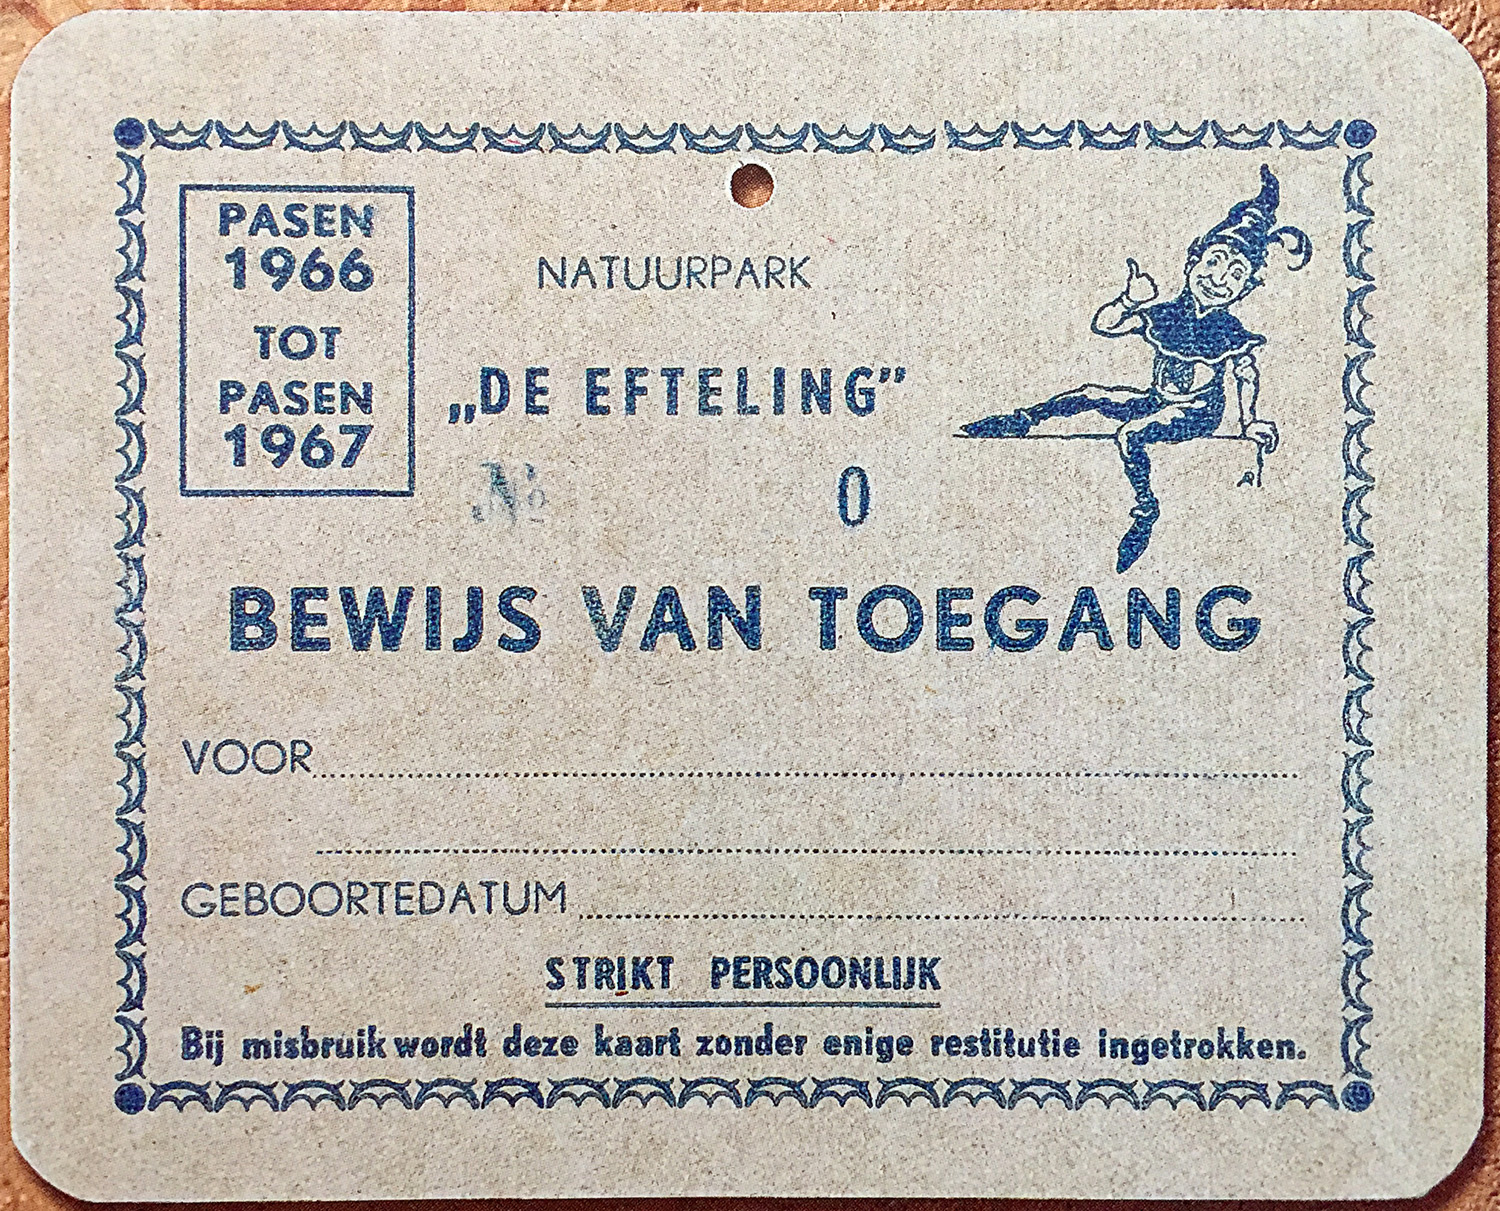 PASEN
1966
TOT
PASEN
1967
NATUURPARK
„DE EFTELING”
№ 0
BEWIJS VAN TOEGANG
VOOR
GEBOORTEDATUM
STRIKT PERSOONLIJK
Bij misbruik wordt deze kaart zonder enige restitutie ingetrokken.